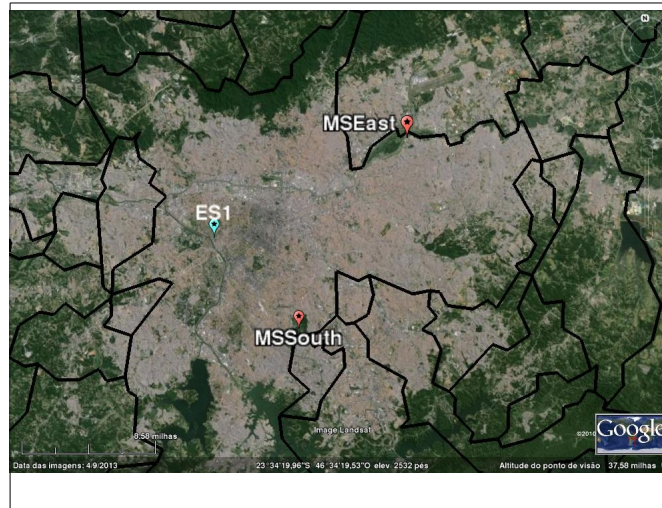 N
MSEast
ES1
MSSouth
8,58 milhas
Image Landsat
©2010
Google
Data das imagens: 4/9/2013
23°34'19,96"S 46°34'19,53"O elev 2532 pés
Altitude do ponto de visão 37,58 milhas